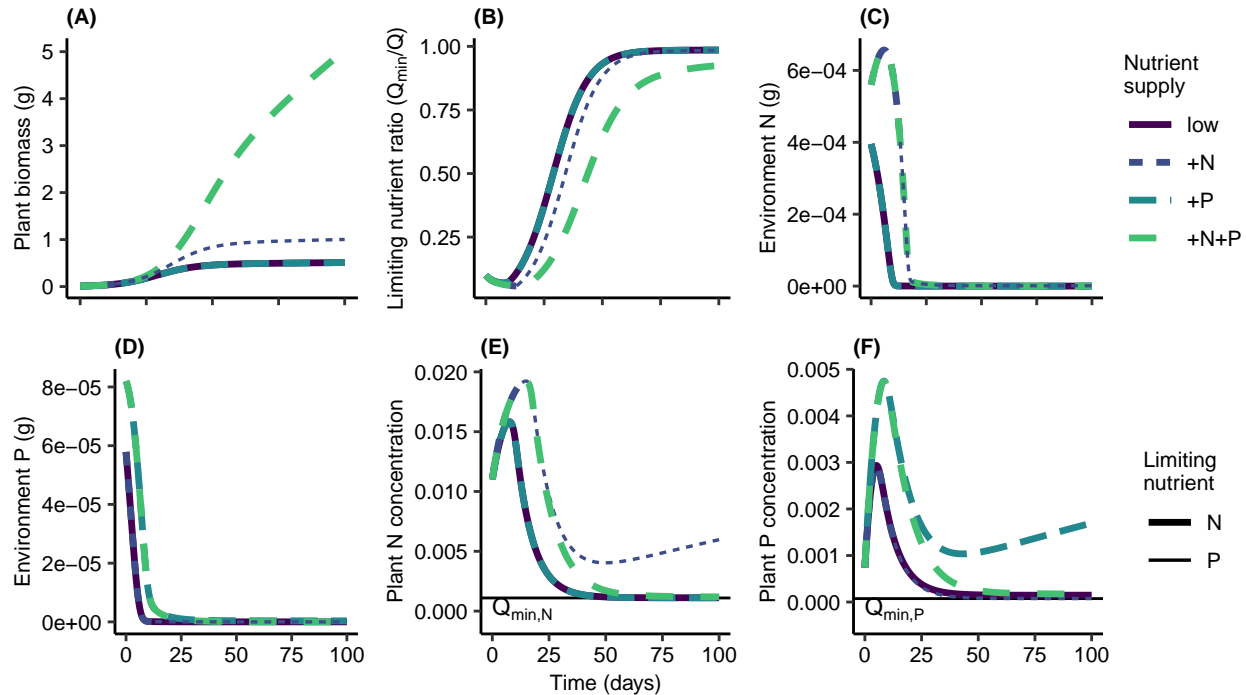 (A)
Plant biomass (g)
5
4
3
2
1
0
(B)
Limiting nutrient ratio (Qmin/Q)
1.00
0.75
0.50
0.25
(C)
Environment N (g)
6e−04
4e−04
2e−04
0e+00
Nutrient
supply
low
+N
+P
+N+P
(D)
Environment P (g)
8e−05
6e−05
4e−05
2e−05
0e+00
0 25 50 75 100
(E)
Plant N concentration
0.020
0.015
0.010
0.005
0.000
Qmin,N
0 25 50 75 100
Time (days)
(F)
Plant P concentration
0.005
0.004
0.003
0.002
0.001
0.000
Qmin,P
0 25 50 75 100
Limiting
nutrient
N
P